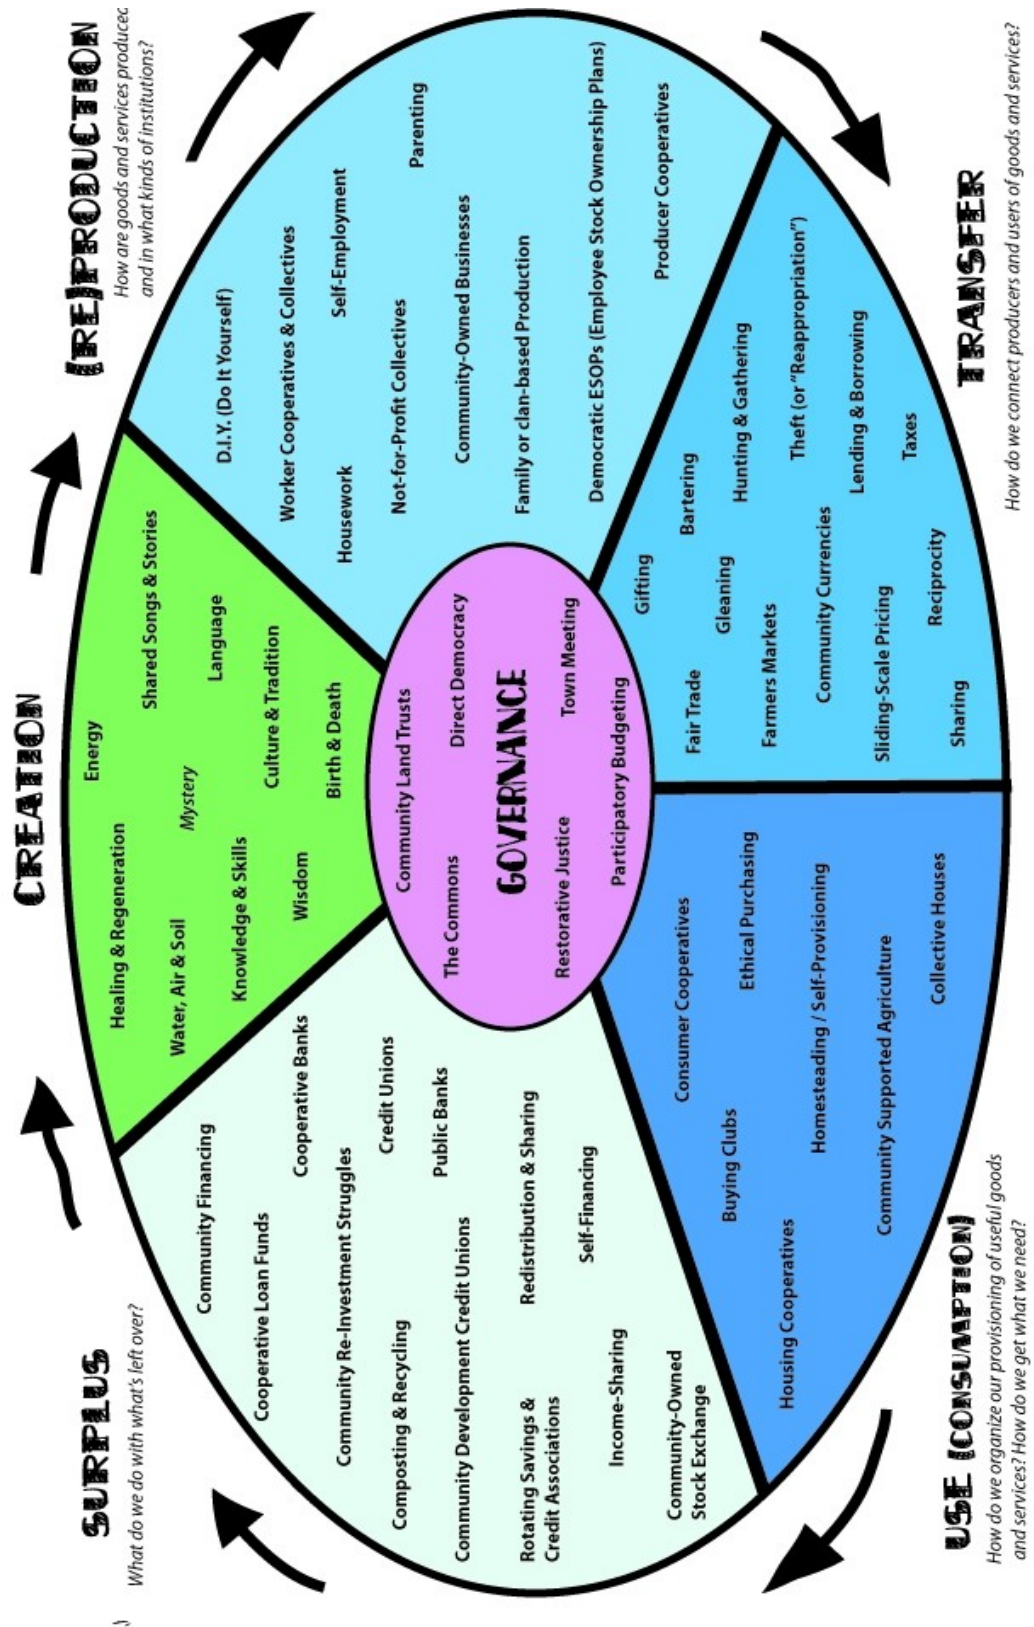 CREATION
Energy
Healing & Regeneration
Shared Songs & Stories
Mystery
Water, Air & Soil
Language
Knowledge & Skills
Culture & Tradition
Wisdom
Birth & Death
(RE)PRODUCTION
How are goods and services produced
and in what kinds of institutions?
D.I.Y. (Do It Yourself)
Worker Cooperatives & Collectives
Housework
Self-Employment
Not-for-Profit Collectives
Parenting
Community-Owned Businesses
Family or clan-based Production
Democratic ESOPs (Employee Stock Ownership Plans)
Producer Cooperatives
TRANSFER
How do we connect producers and users of goods and services?
Gifting
Bartering
Fair Trade
Gleaning
Hunting & Gathering
Farmers Markets
Theft (or "Reappropriation")
Community Currencies
Lending & Borrowing
Sliding-Scale Pricing
Taxes
Reciprocity
Sharing
USE (CONSUMPTION)
How do we organize our provisioning of useful goods
and services? How do we get what we need?
Consumer Cooperatives
Buying Clubs
Ethical Purchasing
Housing Cooperatives
Homesteading / Self-Provisioning
Community Supported Agriculture
Collective Houses
SURPLUS
What do we do with what's left over?
Community Financing
Cooperative Loan Funds
Cooperative Banks
Community Re-Investment Struggles
Credit Unions
Composting & Recycling
Public Banks
Community Development Credit Unions
Redistribution & Sharing
Rotating Savings &
Credit Associations
Self-Financing
Income-Sharing
Community-Owned
Stock Exchange
GOVERNANCE
Community Land Trusts
The Commons
Direct Democracy
Restorative Justice
Town Meeting
Participatory Budgeting